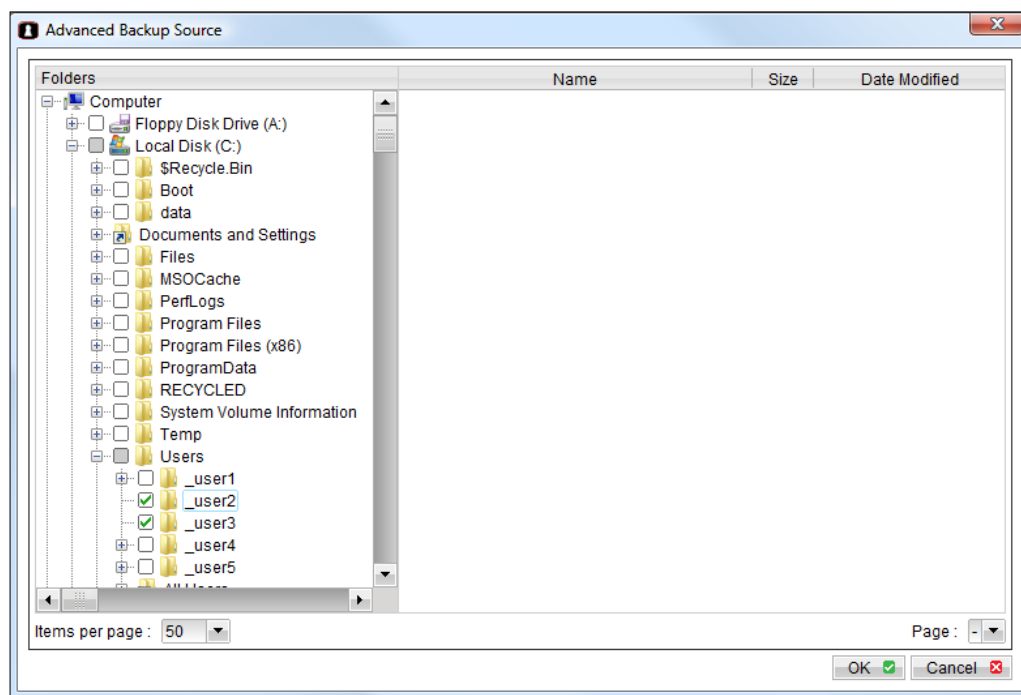 Advanced Backup Source
Folders Name Size Date Modified
Computer
Floppy Disk Drive (A:)
Local Disk (C:)
$Recycle.Bin
Boot
data
Documents and Settings
Files
MSOCache
PerfLogs
Program Files
Program Files (x86)
ProgramData
RECYCLED
System Volume Information
Temp
Users
_user1
_user2
_user3
_user4
_user5
Items per page : 50 Page : -
OK Cancel